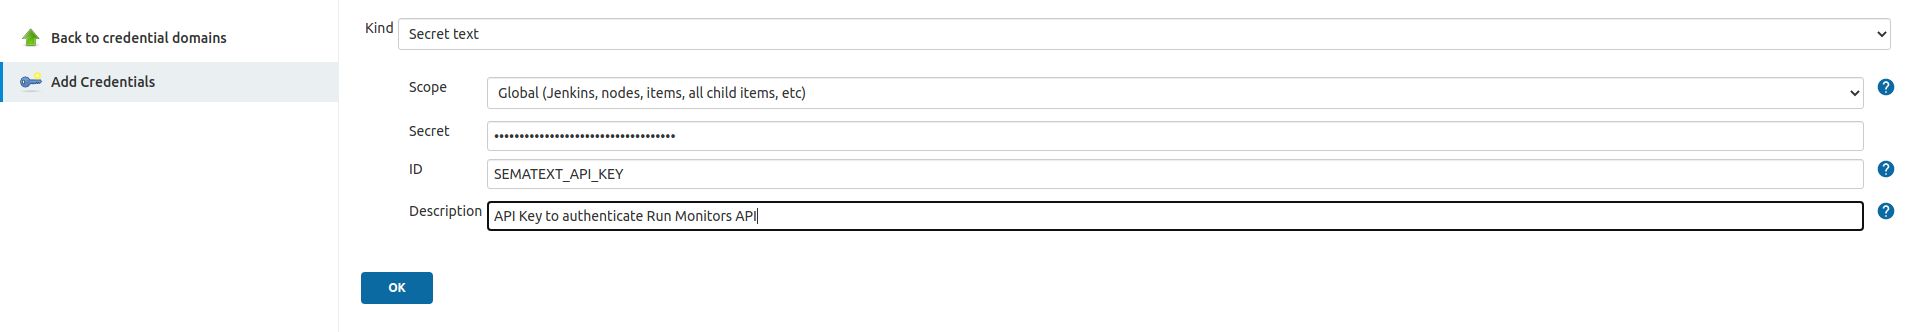 Back to credential domains
Add Credentials
Kind Secret text
Scope Global (Jenkins, nodes, items, all child items, etc)
Secret ••••••••••••••••••••••••••••••••••••
ID SEMATEXT_API_KEY
Description API Key to authenticate Run Monitors API
OK